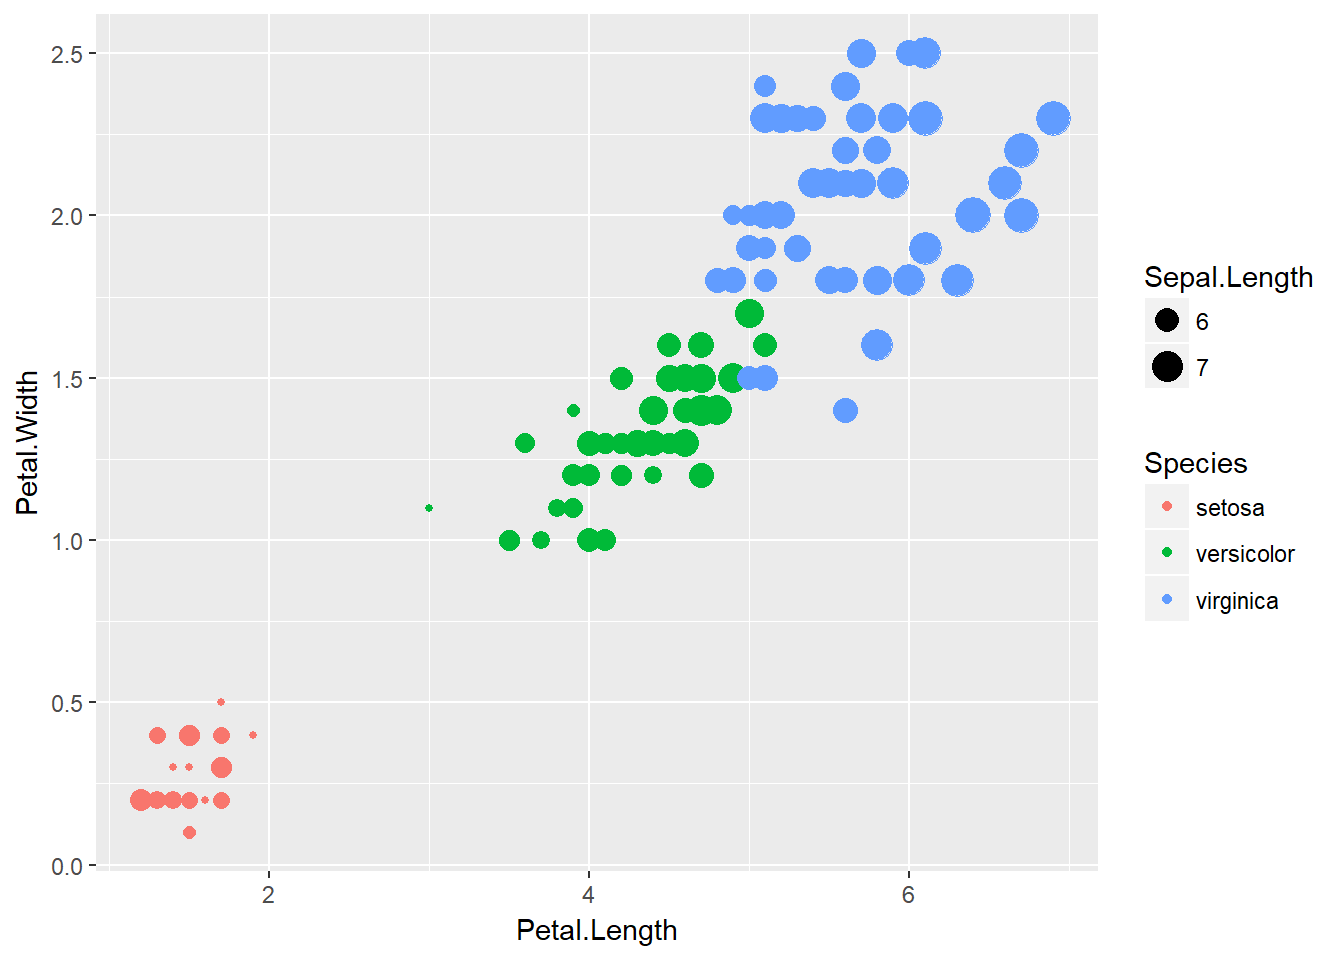 2.5
2.0
1.5
1.0
0.5
0.0
Petal.Width
2 4 6
Petal.Length
Sepal.Length
6
7
Species
setosa
versicolor
virginica